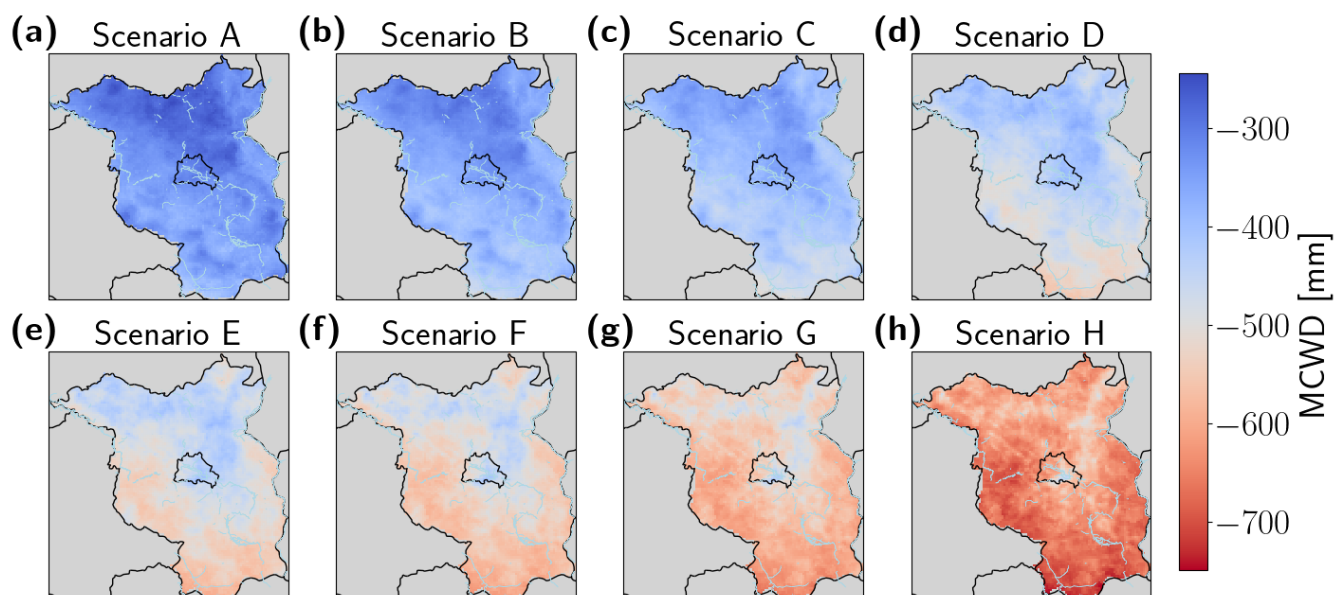 (a) Scenario A
(b) Scenario B
(c) Scenario C
(d) Scenario D
(e) Scenario E
(f) Scenario F
(g) Scenario G
(h) Scenario H
−300
−400
−500
−600
−700
MCWD [mm]